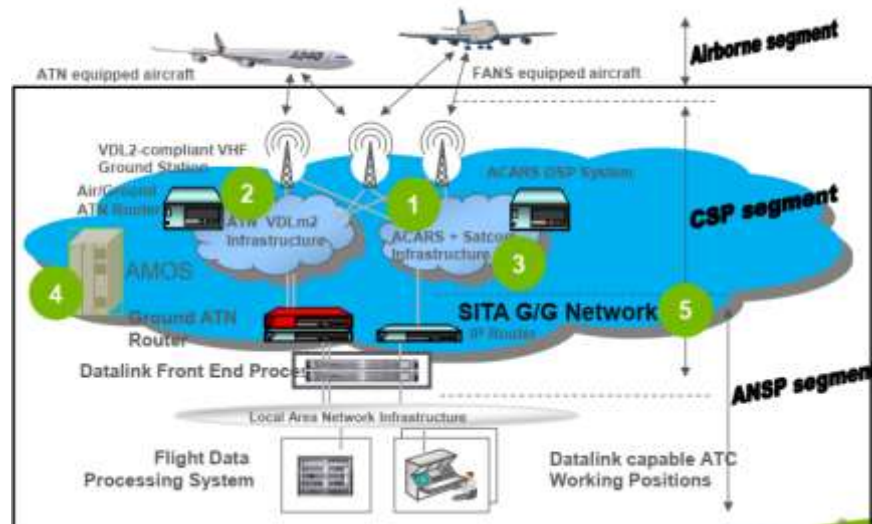 Airborne segment
ATN equipped aircraft
FANS equipped aircraft
VDL2-compliant VHF
Ground Station
ACARS DSP System
Air/Ground
ATN Router
2
1
CSP segment
ATN VDLm2
Infrastructure
ACARS + Satcom
Infrastructure
3
AMOS
4
Ground ATN
Router
SITA G/G Network
5
IP Router
Datalink Front End Proces
ANSP segment
Local Area Network Infrastructure
Flight Data
Processing System
Datalink capable ATC
Working Positions